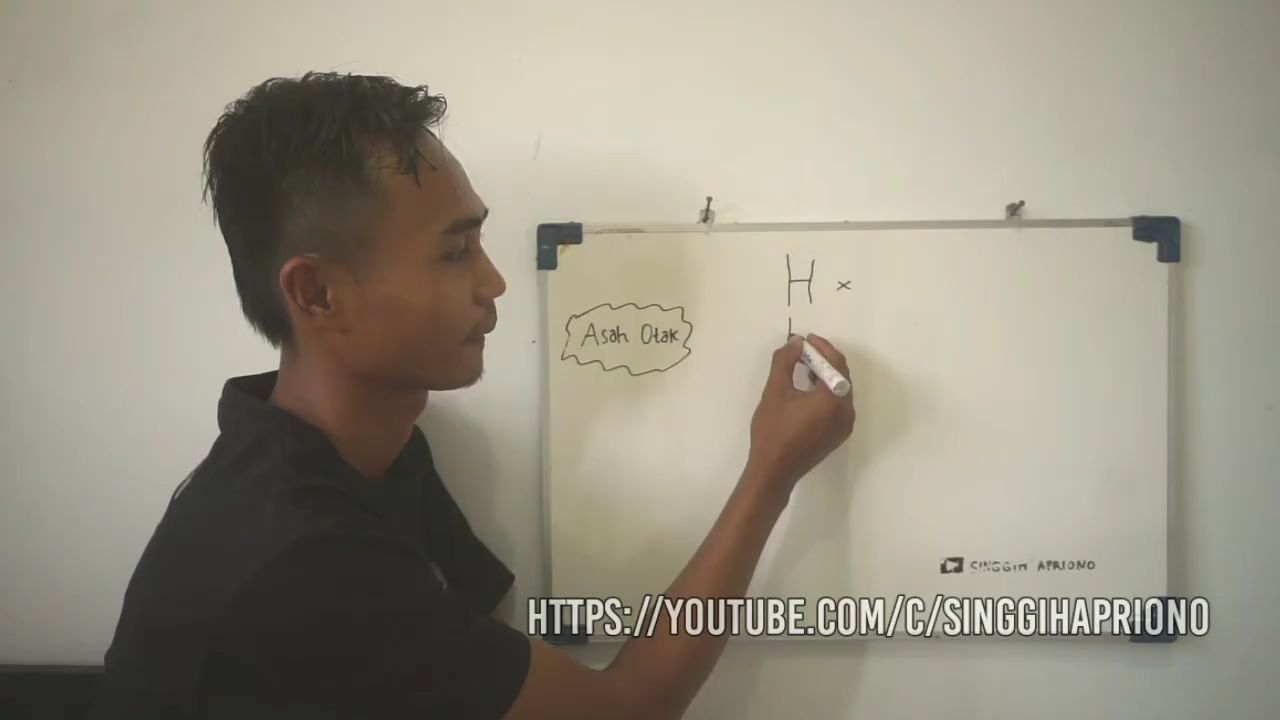 H ×
Asah Otak
SINGGIH APRIONO
HTTPS://YOUTUBE.COM/C/SINGGIHAPRIONO